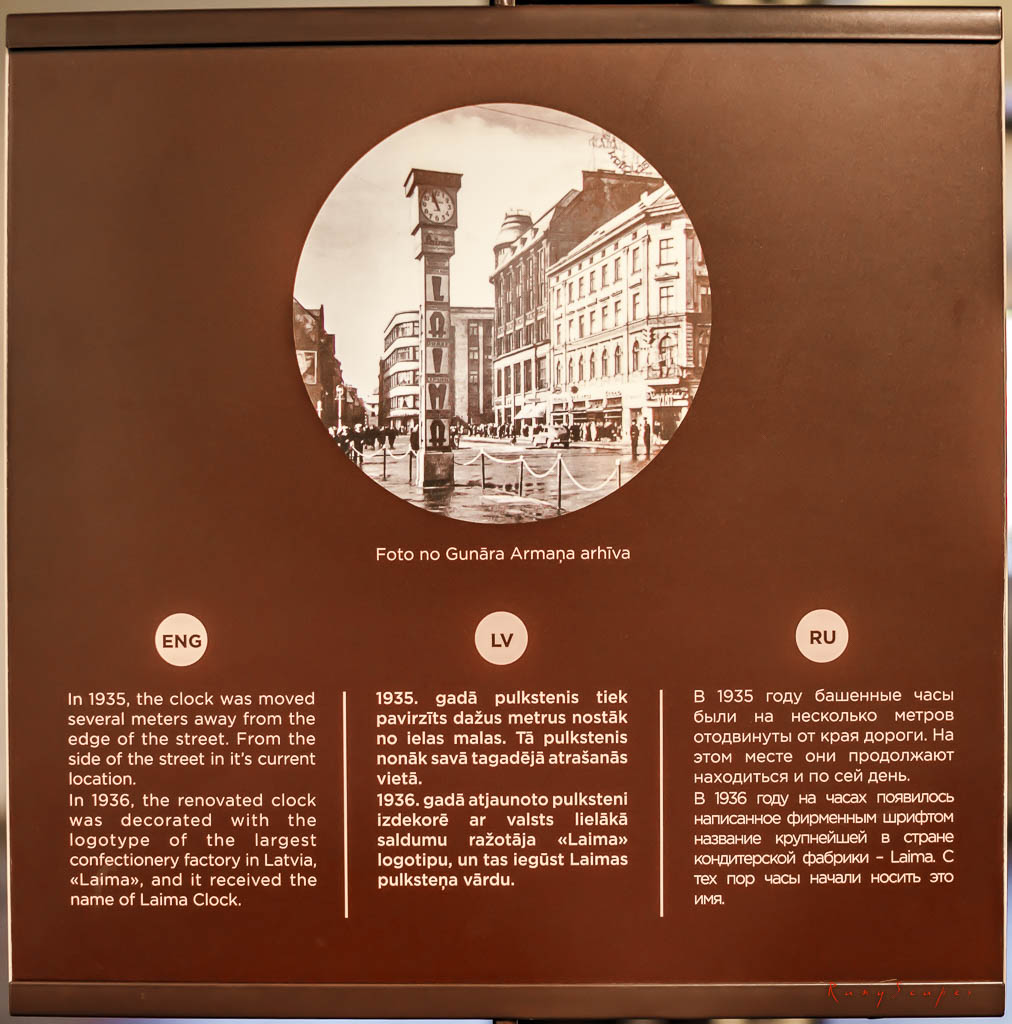 Laima
L
A
I
M
A
Foto no Gunāra Armaņa arhīva
ENG
In 1935, the clock was moved
several meters away from the
edge of the street. From the
side of the street in it's current
location.
In 1936, the renovated clock
was decorated with the
logotype of the largest
confectionery factory in Latvia,
«Laima», and it received the
name of Laima Clock.
LV
1935. gadā pulkstenis tiek
pavirzīts dažus metrus nostāk
no ielas malas. Tā pulkstenis
nonāk savā tagadējā atrašanās
vietā.
1936. gadā atjaunoto pulksteni
izdekorē ar valsts lielākā
saldumu ražotāja «Laima»
logotipu, un tas iegūst Laimas
pulksteņa vārdu.
RU
В 1935 году башенные часы
были на несколько метров
отодвинуты от края дороги. На
этом месте они продолжают
находиться и по сей день.
В 1936 году на часах появилось
написанное фирменным шрифтом
название крупнейшей в стране
кондитерской фабрики – Laima. С
тех пор часы начали носить это
имя.